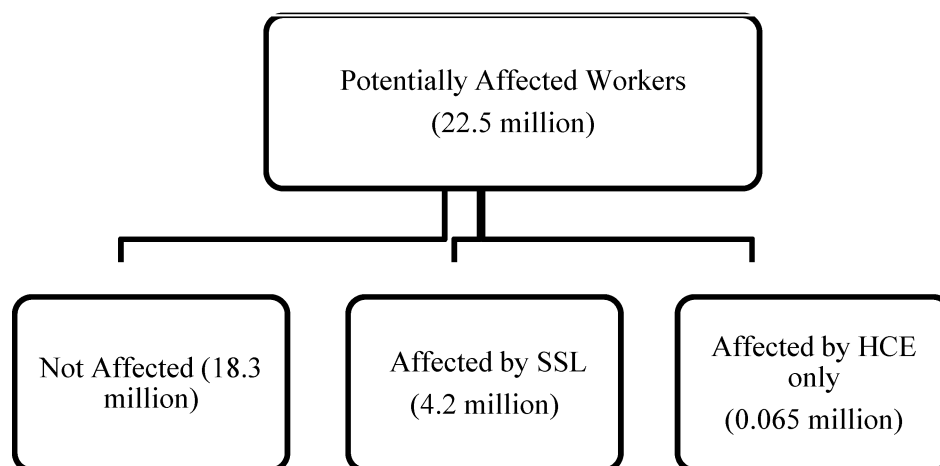 Potentially Affected Workers
(22.5 million)
Not Affected (18.3
million)
Affected by SSL
(4.2 million)
Affected by HCE
only
(0.065 million)